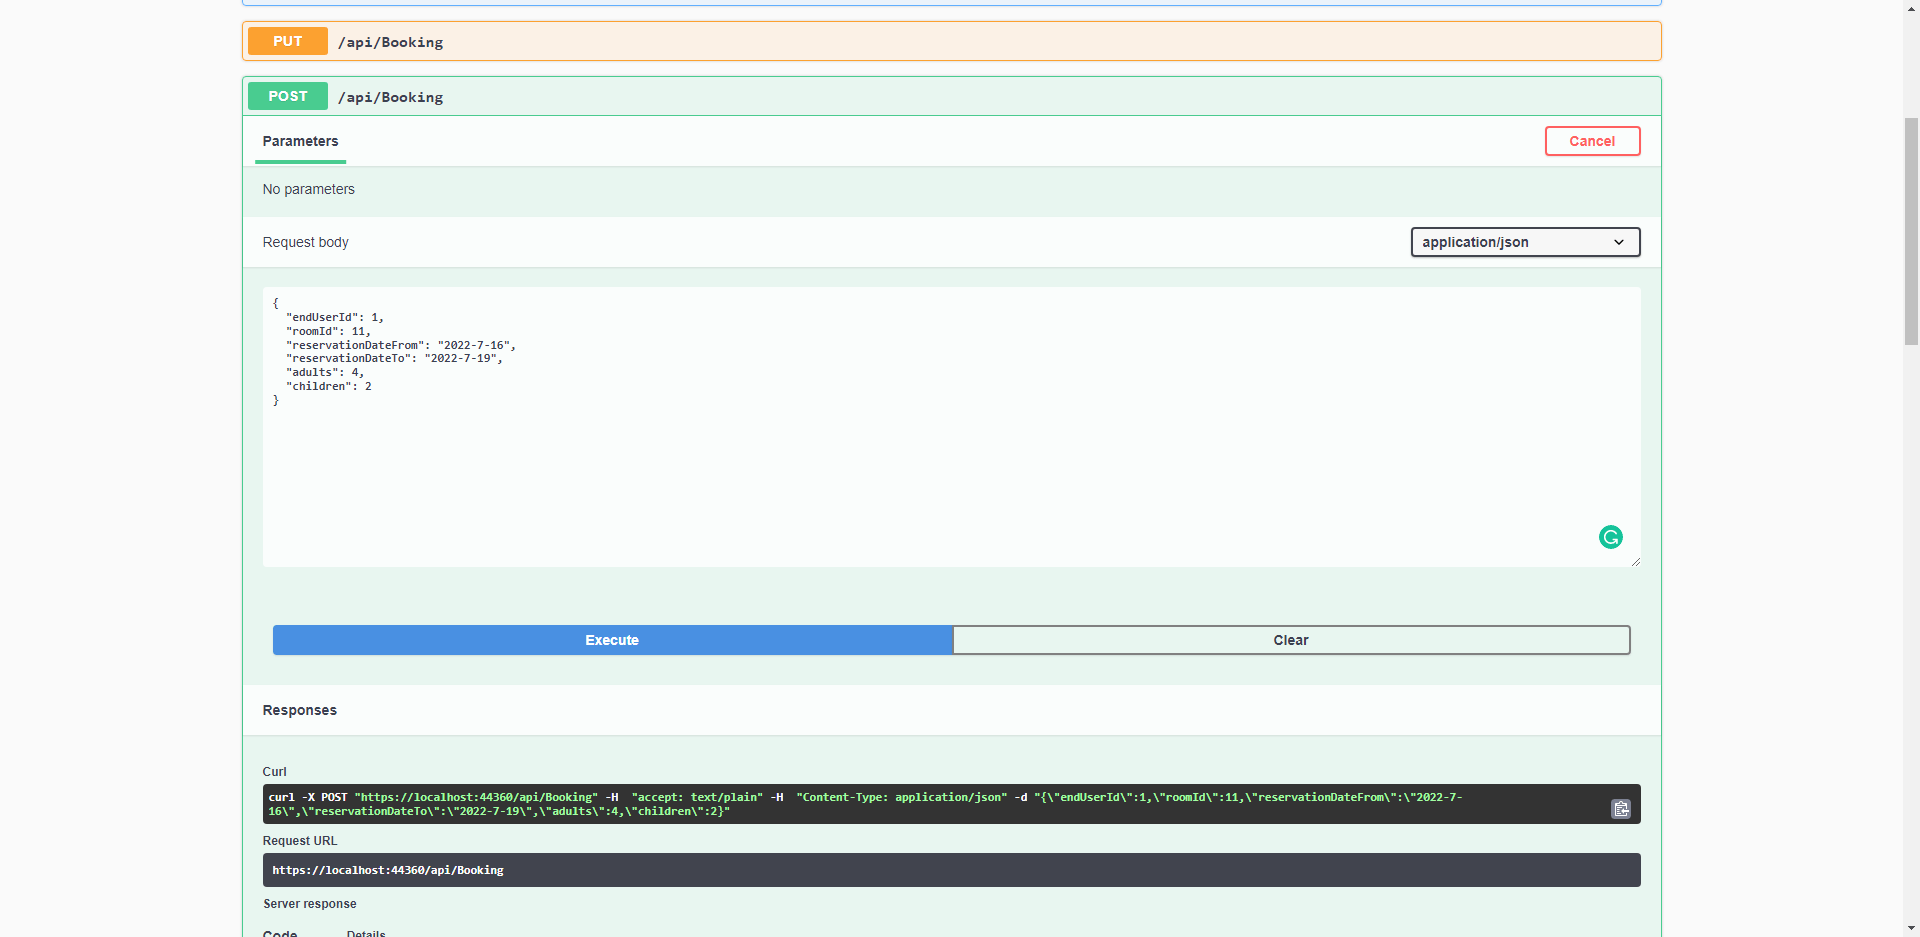 PUT /api/Booking
POST /api/Booking
Parameters
Cancel
No parameters
Request body
application/json
{
"endUserId": 1,
"roomId": 11,
"reservationDateFrom": "2022-7-16",
"reservationDateTo": "2022-7-19",
"adults": 4,
"children": 2
}
Execute
Clear
Responses
Curl
curl -X POST "https://localhost:44360/api/Booking" -H  "accept: text/plain" -H  "Content-Type: application/json" -d "{\"endUserId\":1,\"roomId\":11,\"reservationDateFrom\":\"2022-7-
16\",\"reservationDateTo\":\"2022-7-19\",\"adults\":4,\"children\":2}"
Request URL
https://localhost:44360/api/Booking
Server response
Code
Details